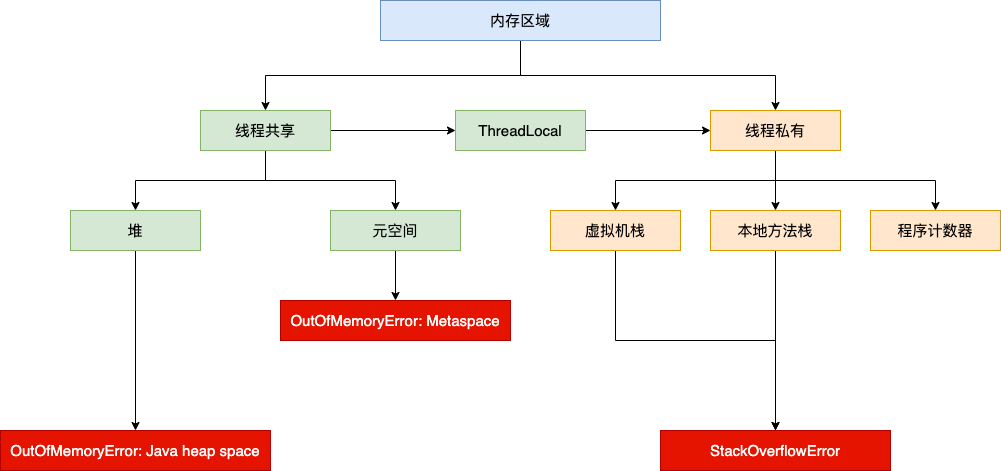 内存区域
线程共享
ThreadLocal
线程私有
堆
元空间
虚拟机栈
本地方法栈
程序计数器
OutOfMemoryError: Metaspace
OutOfMemoryError: Java heap space
StackOverflowError